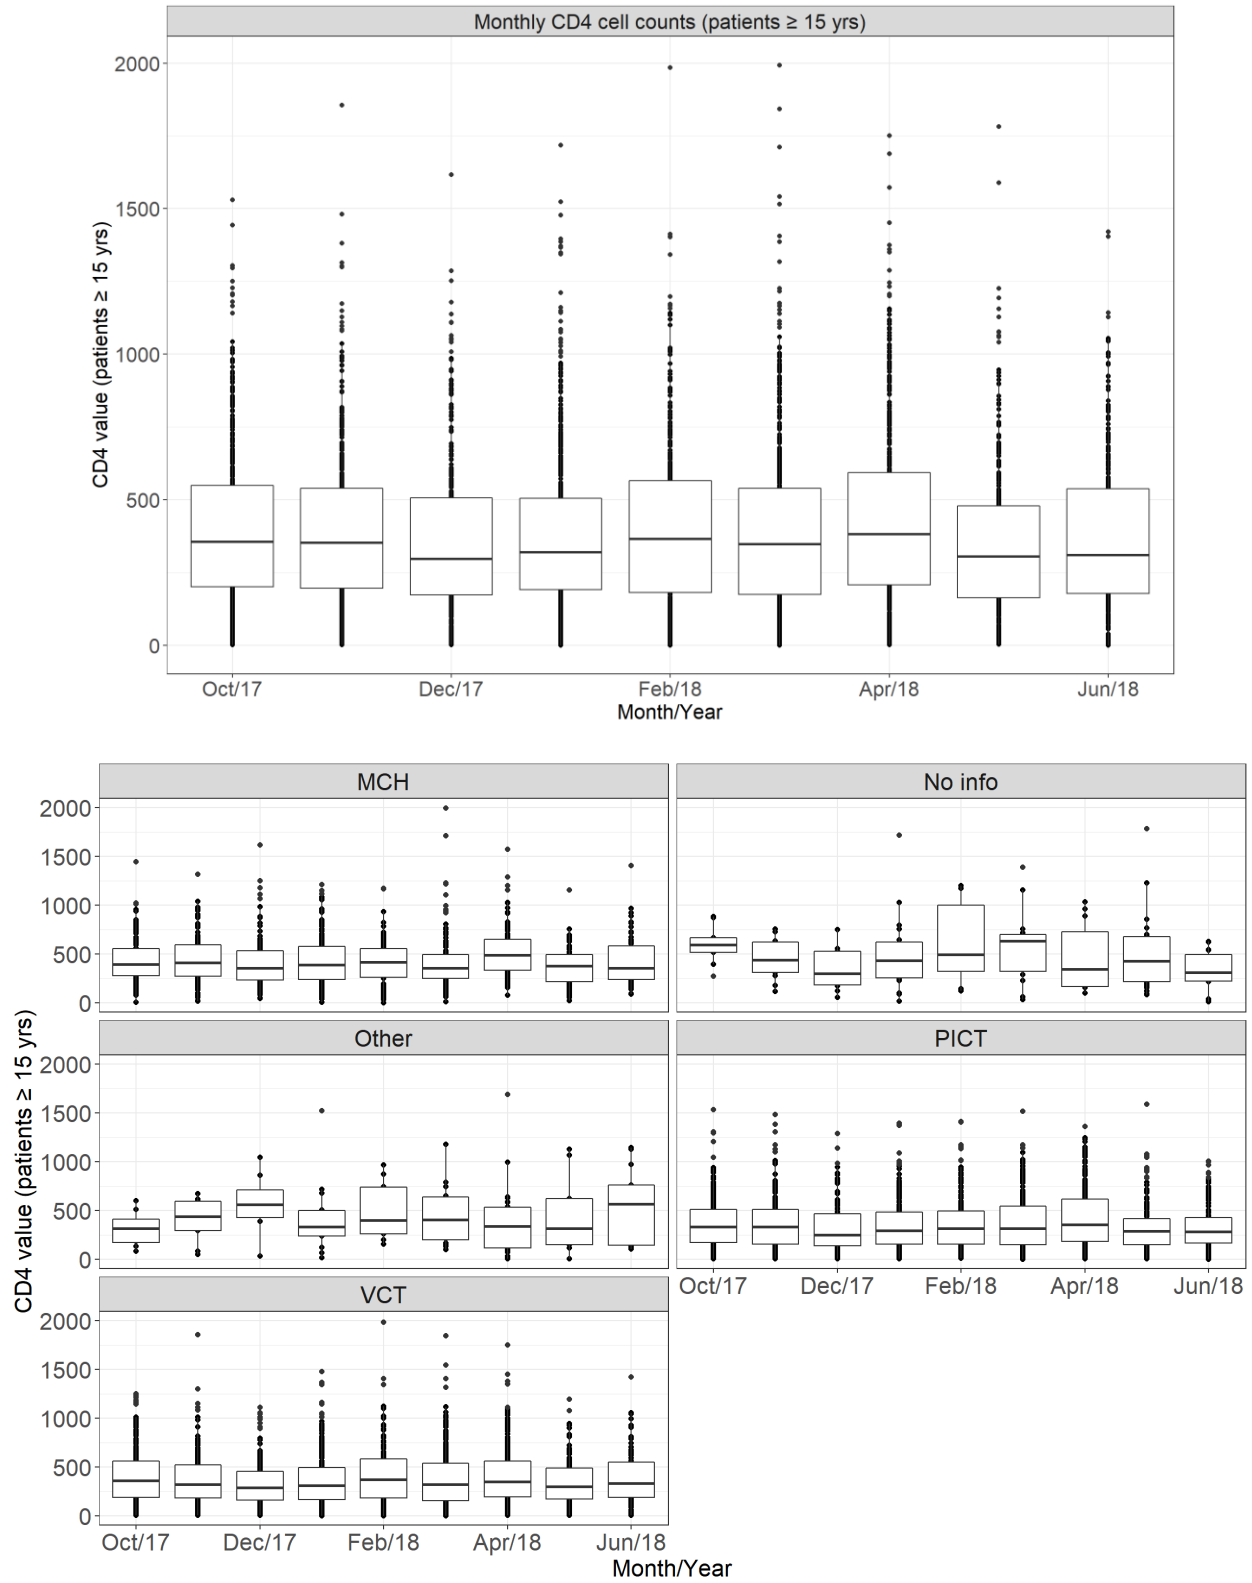 Monthly CD4 cell counts (patients ≥ 15 yrs)
CD4 value (patients ≥ 15 yrs)
2000
1500
1000
500
0
Oct/17 Dec/17 Feb/18 Apr/18 Jun/18
Month/Year
CD4 value (patients ≥ 15 yrs)
MCH
2000
1500
1000
500
0
No info
Other
2000
1500
1000
500
0
PICT
Oct/17 Dec/17 Feb/18 Apr/18 Jun/18
VCT
2000
1500
1000
500
0
Oct/17 Dec/17 Feb/18 Apr/18 Jun/18
Month/Year